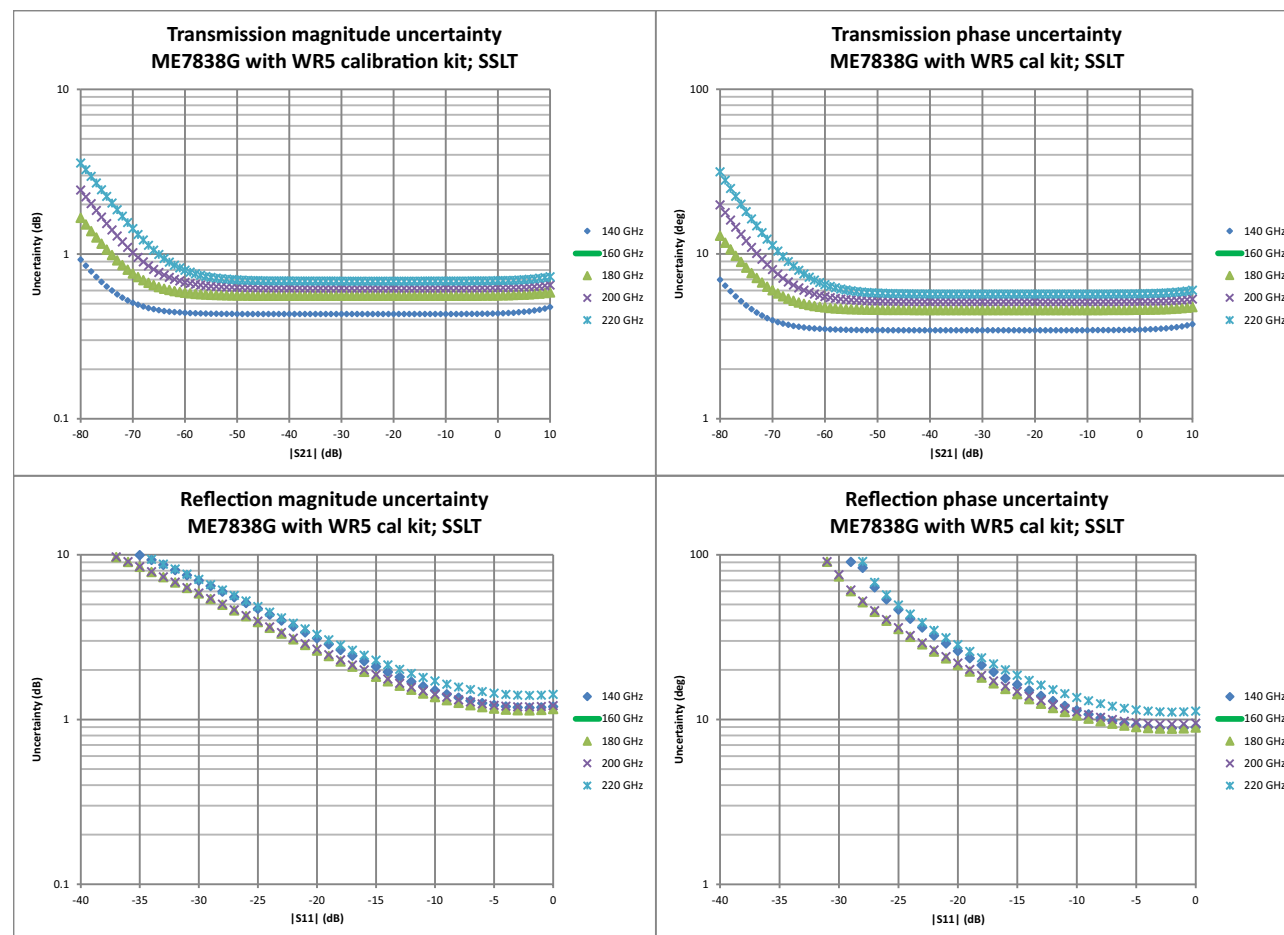 Transmission magnitude uncertainty
ME7838G with WR5 calibration kit; SSLT
10
1
0.1
Uncertainty (dB)
-80 -70 -60 -50 -40 -30 -20 -10 0 10
|S21| (dB)
140 GHz
160 GHz
180 GHz
200 GHz
220 GHz
Transmission phase uncertainty
ME7838G with WR5 cal kit; SSLT
100
10
1
Uncertainty (deg)
-80 -70 -60 -50 -40 -30 -20 -10 0 10
|S21| (dB)
140 GHz
160 GHz
180 GHz
200 GHz
220 GHz
Reflection magnitude uncertainty
ME7838G with WR5 cal kit; SSLT
10
1
0.1
Uncertainty (dB)
-40 -35 -30 -25 -20 -15 -10 -5 0
|S11| (dB)
140 GHz
160 GHz
180 GHz
200 GHz
220 GHz
Reflection phase uncertainty
ME7838G with WR5 cal kit; SSLT
100
10
1
Uncertainty (deg)
-40 -35 -30 -25 -20 -15 -10 -5 0
|S11| (dB)
140 GHz
160 GHz
180 GHz
200 GHz
220 GHz